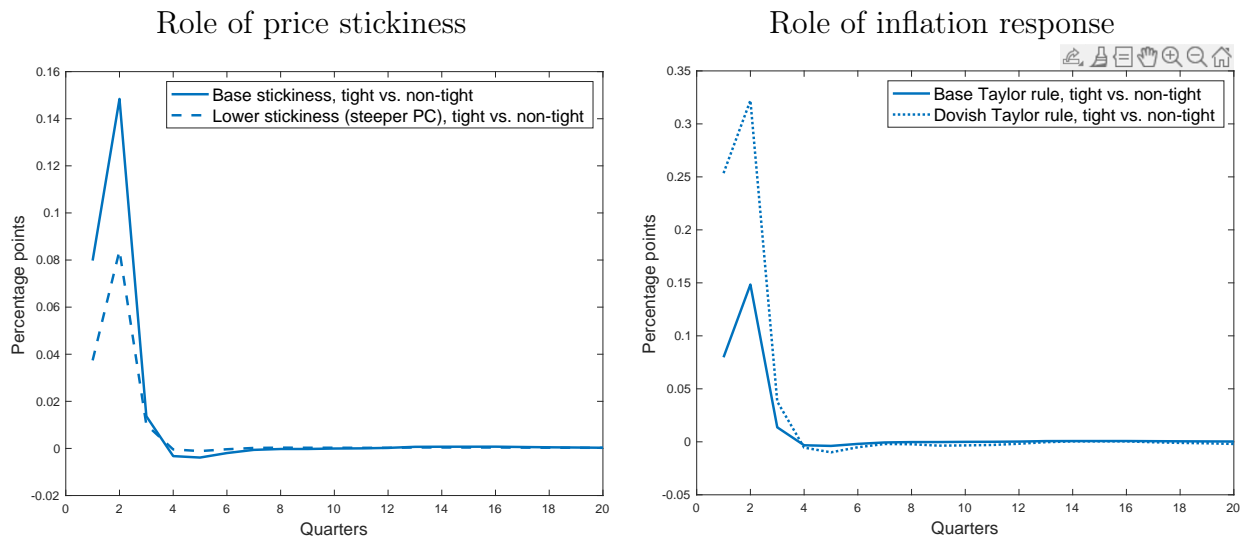 Role of price stickiness
0.16
0.14
0.12
0.1
0.08
0.06
0.04
0.02
0
-0.02
Percentage points
Base stickiness, tight vs. non-tight
Lower stickiness (steeper PC), tight vs. non-tight
0 2 4 6 8 10 12 14 16 18 20
Quarters
Role of inflation response
0.35
0.3
0.25
0.2
0.15
0.1
0.05
0
-0.05
Percentage points
Base Taylor rule, tight vs. non-tight
Dovish Taylor rule, tight vs. non-tight
0 2 4 6 8 10 12 14 16 18 20
Quarters